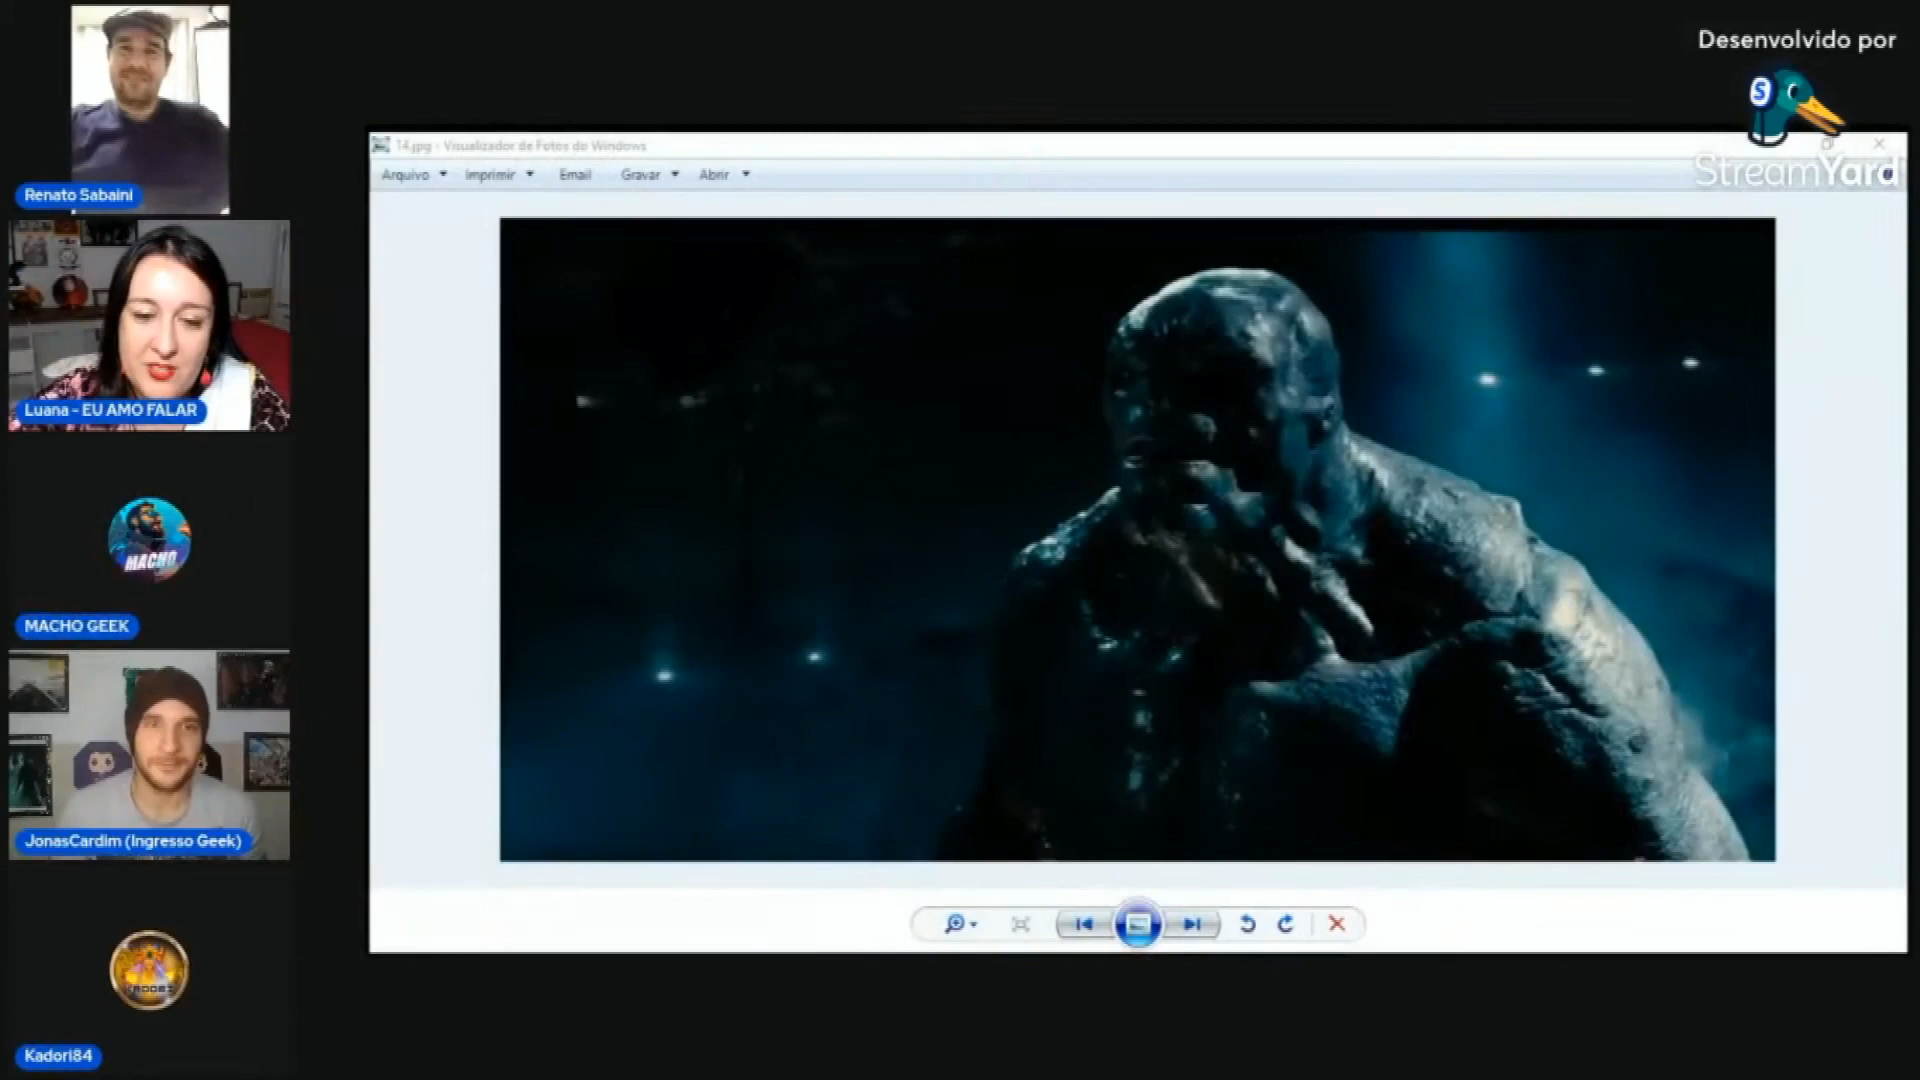 Desenvolvido por
S
StreamYard
14.jpg - Visualizador de Fotos do Windows
Arquivo
Imprimir
Email
Gravar
Abrir
Renato Sabaini
Luana - EU AMO FALAR
MACHO
MACHO GEEK
JonasCardim (Ingresso Geek)
Kadori84